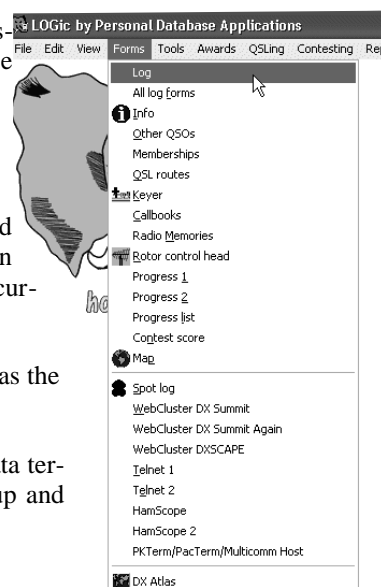 s-
e
d
n
cur-
as the
ata ter-
up and
LOGic by Personal Database Applications
File Edit View Forms Tools Awards QSLing Contesting Rep
Log
All log forms
Info
Other QSOs
Memberships
QSL routes
Keyer
Callbooks
Radio Memories
Rotor control head
Progress 1
Progress 2
Progress list
Contest score
Map
Spot log
WebCluster DX Summit
WebCluster DX Summit Again
WebCluster DXSCAPE
Telnet 1
Telnet 2
HamScope
HamScope 2
PKTerm/PacTerm/Multicomm Host
DX Atlas